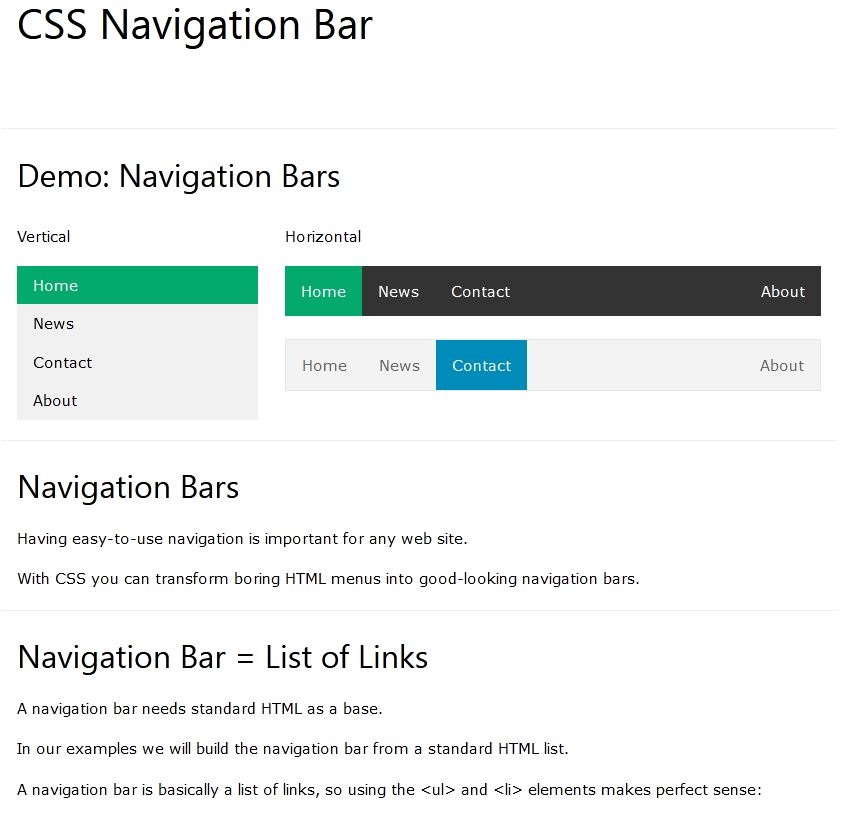 CSS Navigation Bar
Demo: Navigation Bars
Vertical
Home
News
Contact
About
Horizontal
Home News Contact About
Home News Contact About
Navigation Bars
Having easy-to-use navigation is important for any web site.
With CSS you can transform boring HTML menus into good-looking navigation bars.
Navigation Bar = List of Links
A navigation bar needs standard HTML as a base.
In our examples we will build the navigation bar from a standard HTML list.
A navigation bar is basically a list of links, so using the <ul> and <li> elements makes perfect sense: